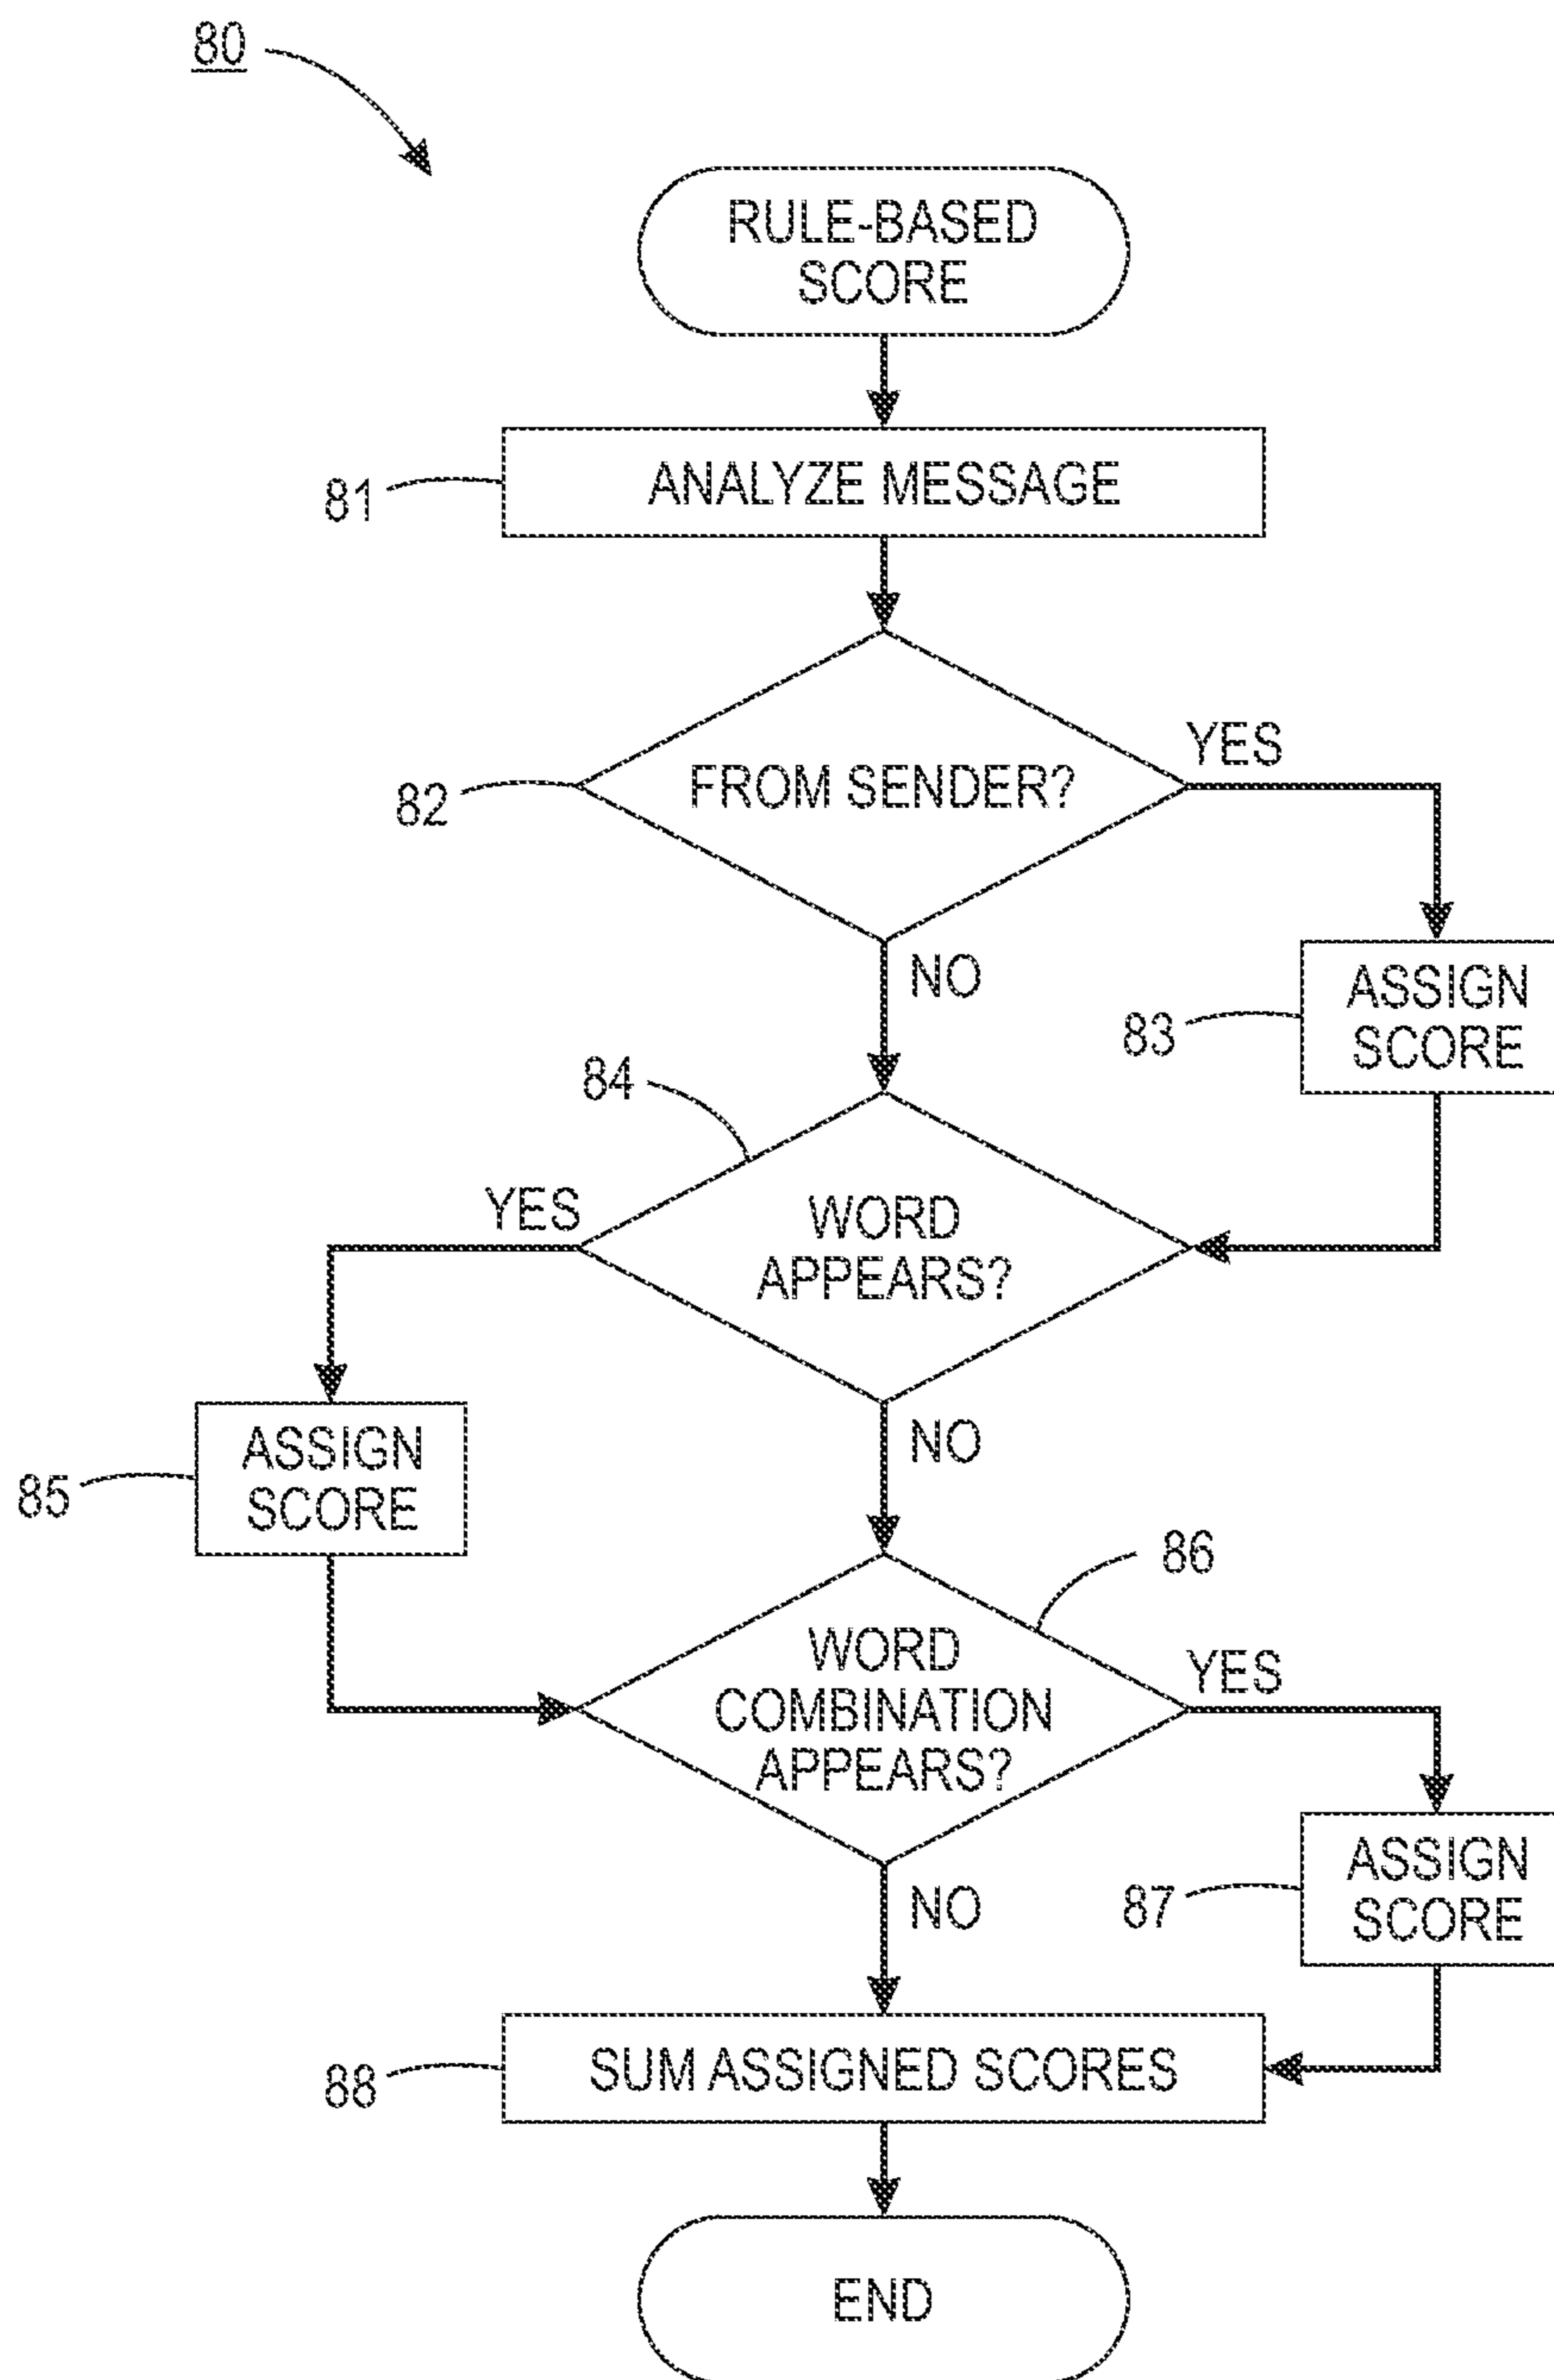 80
RULE-BASED
SCORE
81
ANALYZE MESSAGE
82
FROM SENDER?
YES
NO
83
ASSIGN
SCORE
84
WORD
APPEARS?
YES
NO
85
ASSIGN
SCORE
86
WORD
COMBINATION
APPEARS?
YES
NO
87
ASSIGN
SCORE
88
SUM ASSIGNED SCORES
END